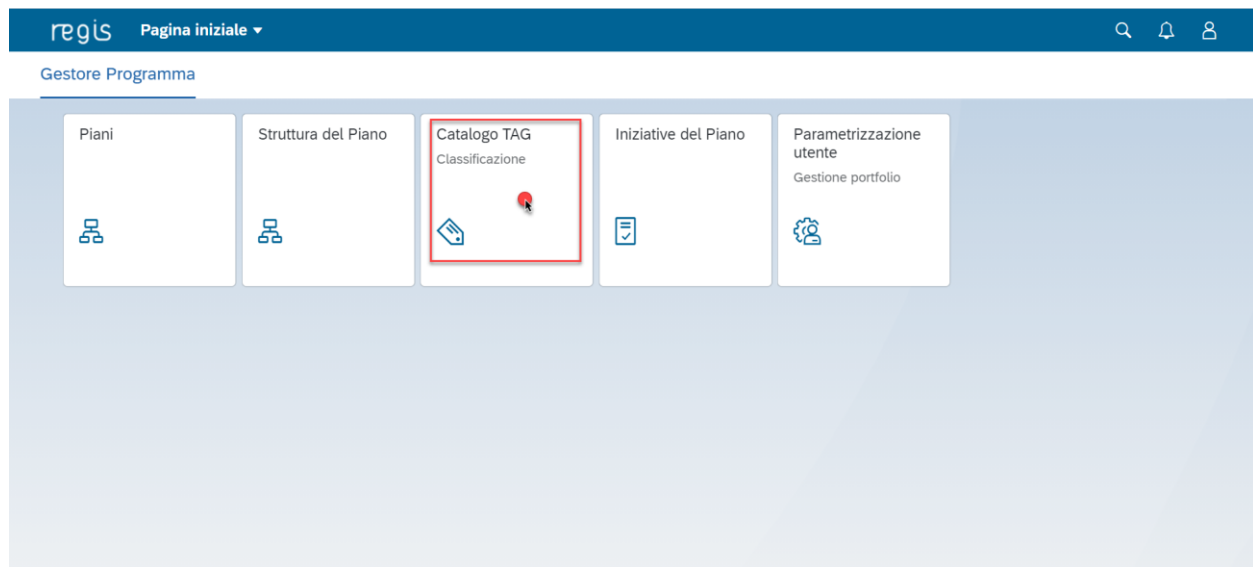 regis Pagina iniziale
Gestore Programma
Piani
Struttura del Piano
Catalogo TAG
Classificazione
Iniziative del Piano
Parametrizzazione
utente
Gestione portfolio